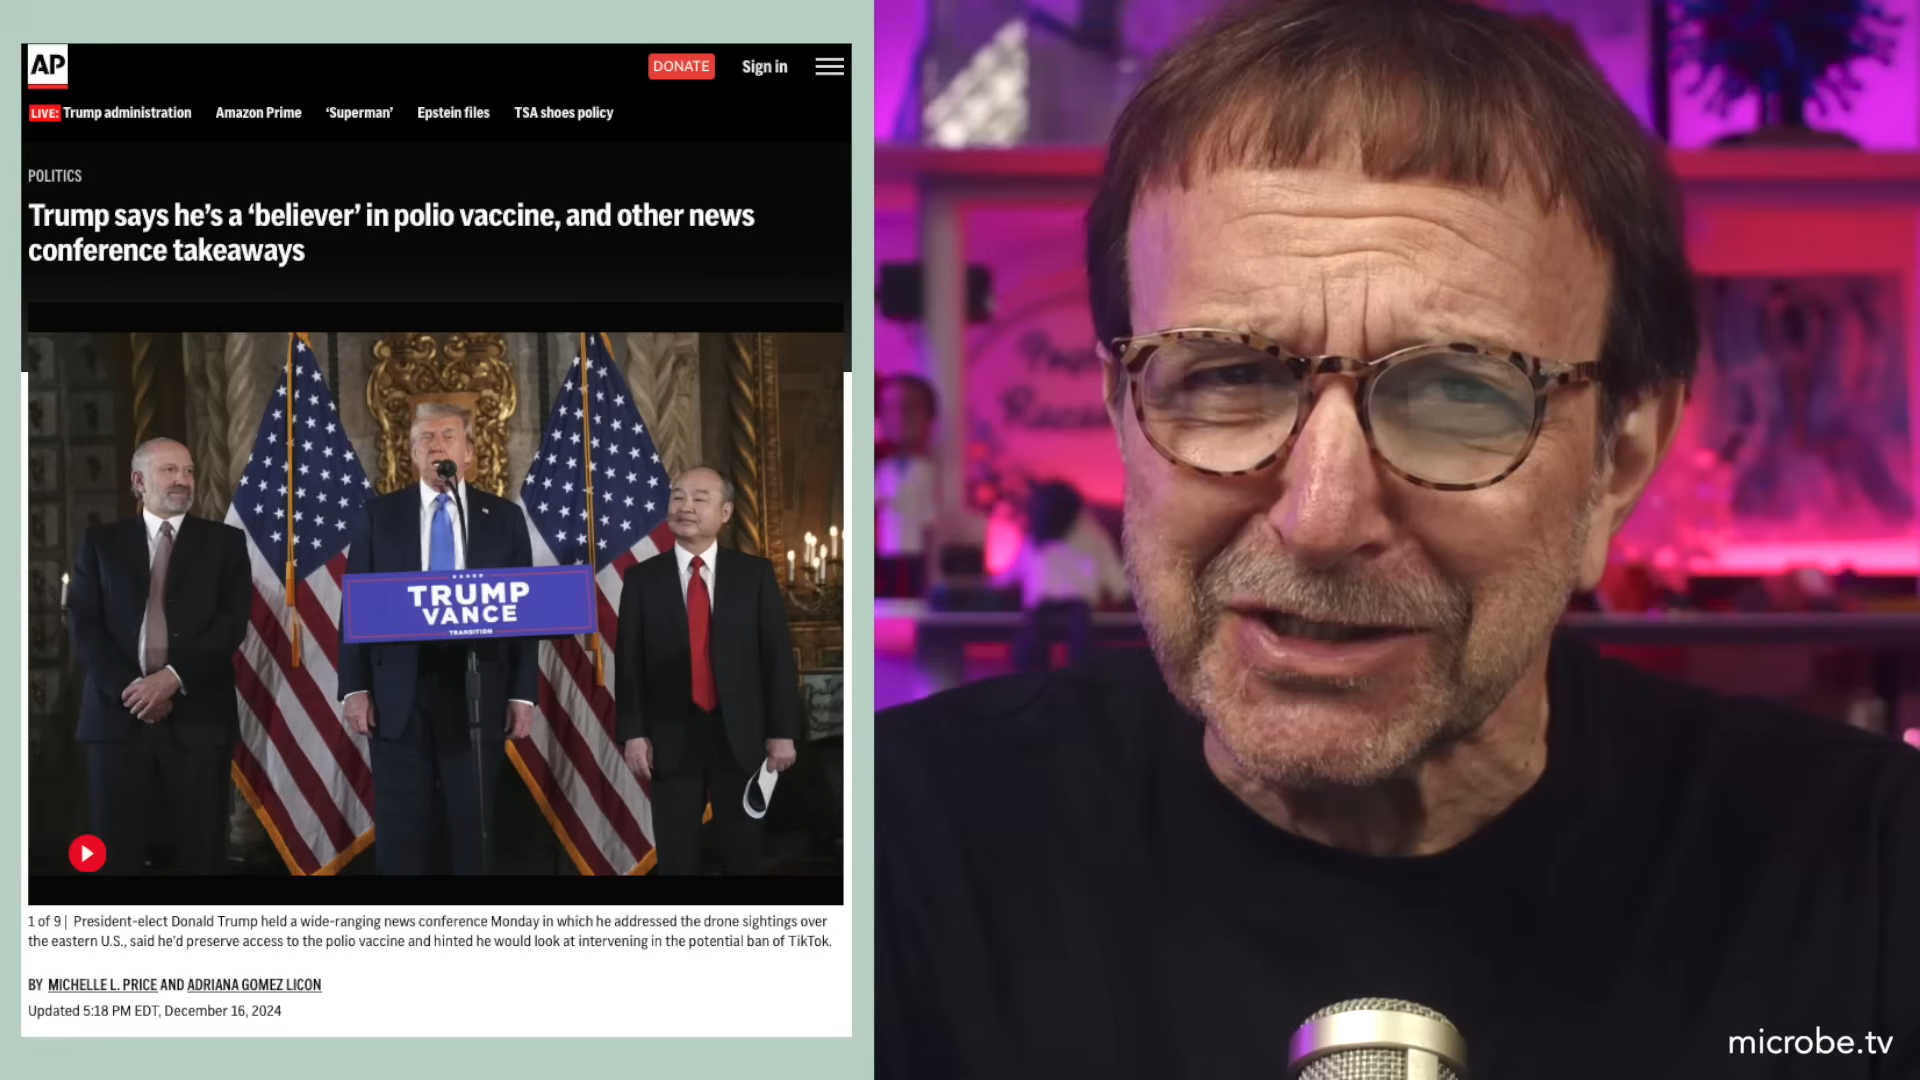 AP
DONATE
Sign in
LIVE: Trump administration
Amazon Prime
‘Superman’
Epstein files
TSA shoes policy
POLITICS
Trump says he’s a ‘believer’ in polio vaccine, and other news
conference takeaways
TRUMP
VANCE
TRANSITION
1 of 9 | President-elect Donald Trump held a wide-ranging news conference Monday in which he addressed the drone sightings over
the eastern U.S., said he’d preserve access to the polio vaccine and hinted he would look at intervening in the potential ban of TikTok.
BY MICHELLE L. PRICE AND ADRIANA GOMEZ LICON
Updated 5:18 PM EDT, December 16, 2024
microbe.tv